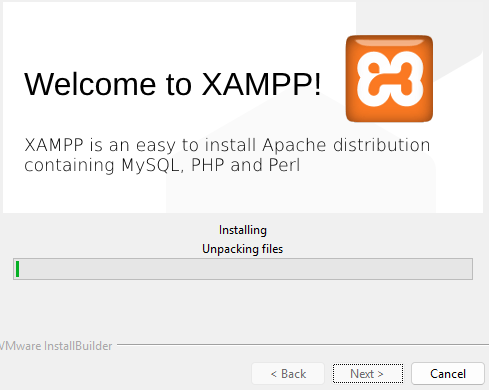 Welcome to XAMPP!
XAMPP is an easy to install Apache distribution
containing MySQL, PHP and Perl
Installing
Unpacking files
VMware InstallBuilder
< Back
Next >
Cancel